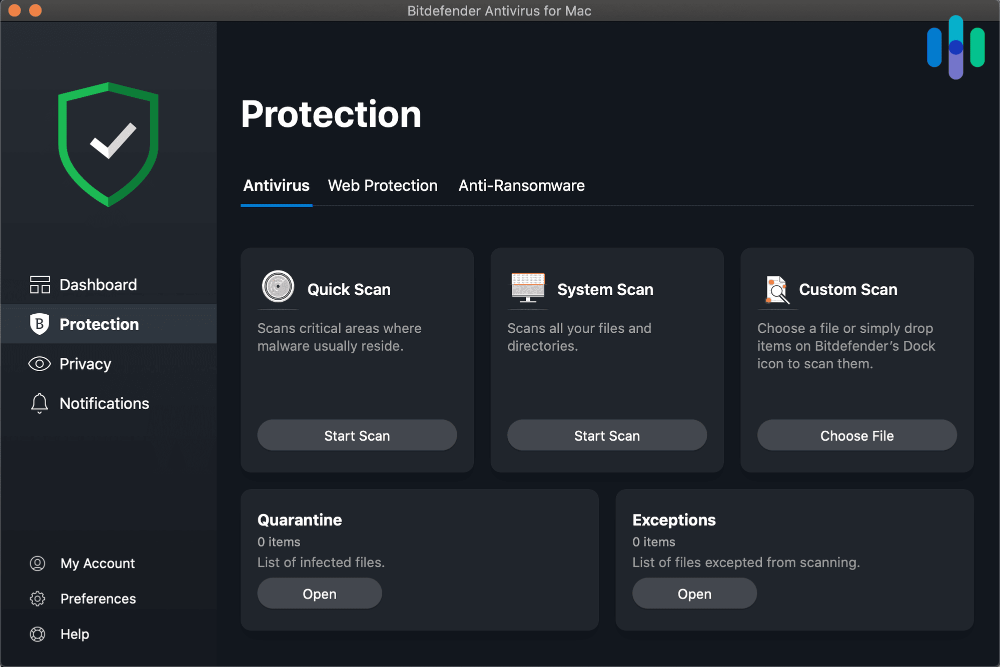 Bitdefender Antivirus for Mac
Protection
Antivirus Web Protection Anti-Ransomware
Dashboard
B Protection
Privacy
Notifications
My Account
Preferences
Help
Quick Scan
Scans critical areas where
malware usually reside.
Start Scan
System Scan
Scans all your files and
directories.
Start Scan
Custom Scan
Choose a file or simply drop
items on Bitdefender’s Dock
icon to scan them.
Choose File
Quarantine
0 items
List of infected files.
Open
Exceptions
0 items
List of files excepted from scanning.
Open